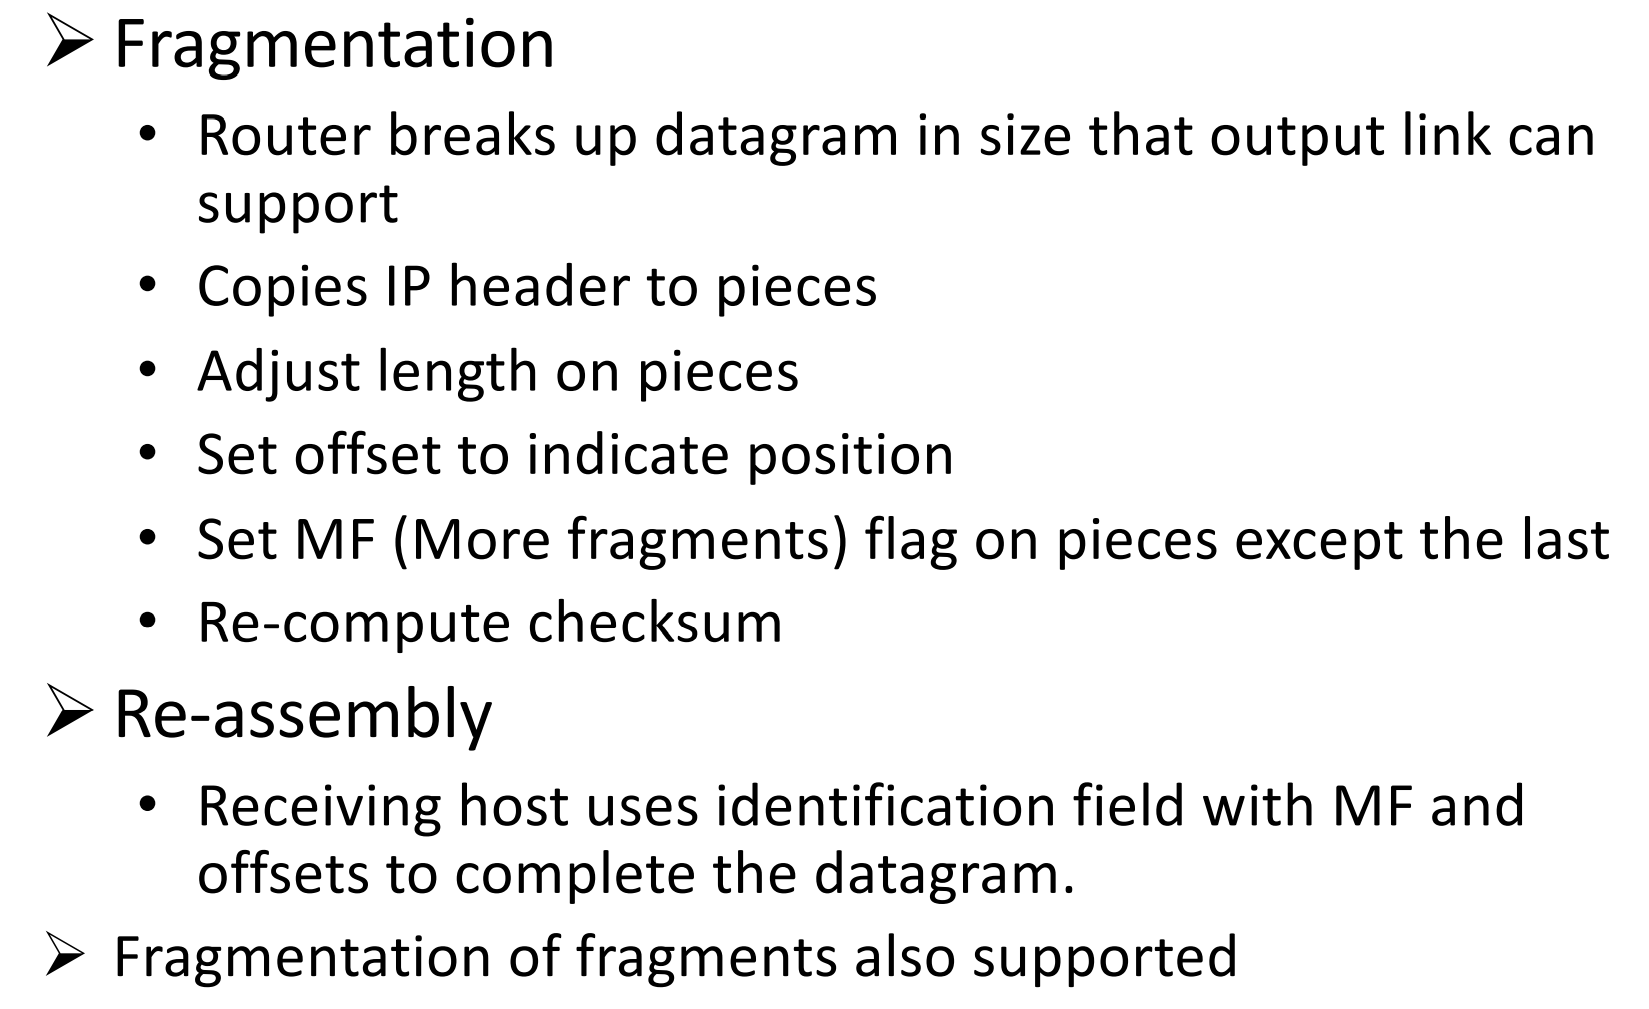 ➢ Fragmentation
• Router breaks up datagram in size that output link can
support
• Copies IP header to pieces
• Adjust length on pieces
• Set offset to indicate position
• Set MF (More fragments) flag on pieces except the last
• Re-compute checksum
➢ Re-assembly
• Receiving host uses identification field with MF and
offsets to complete the datagram.
➢ Fragmentation of fragments also supported